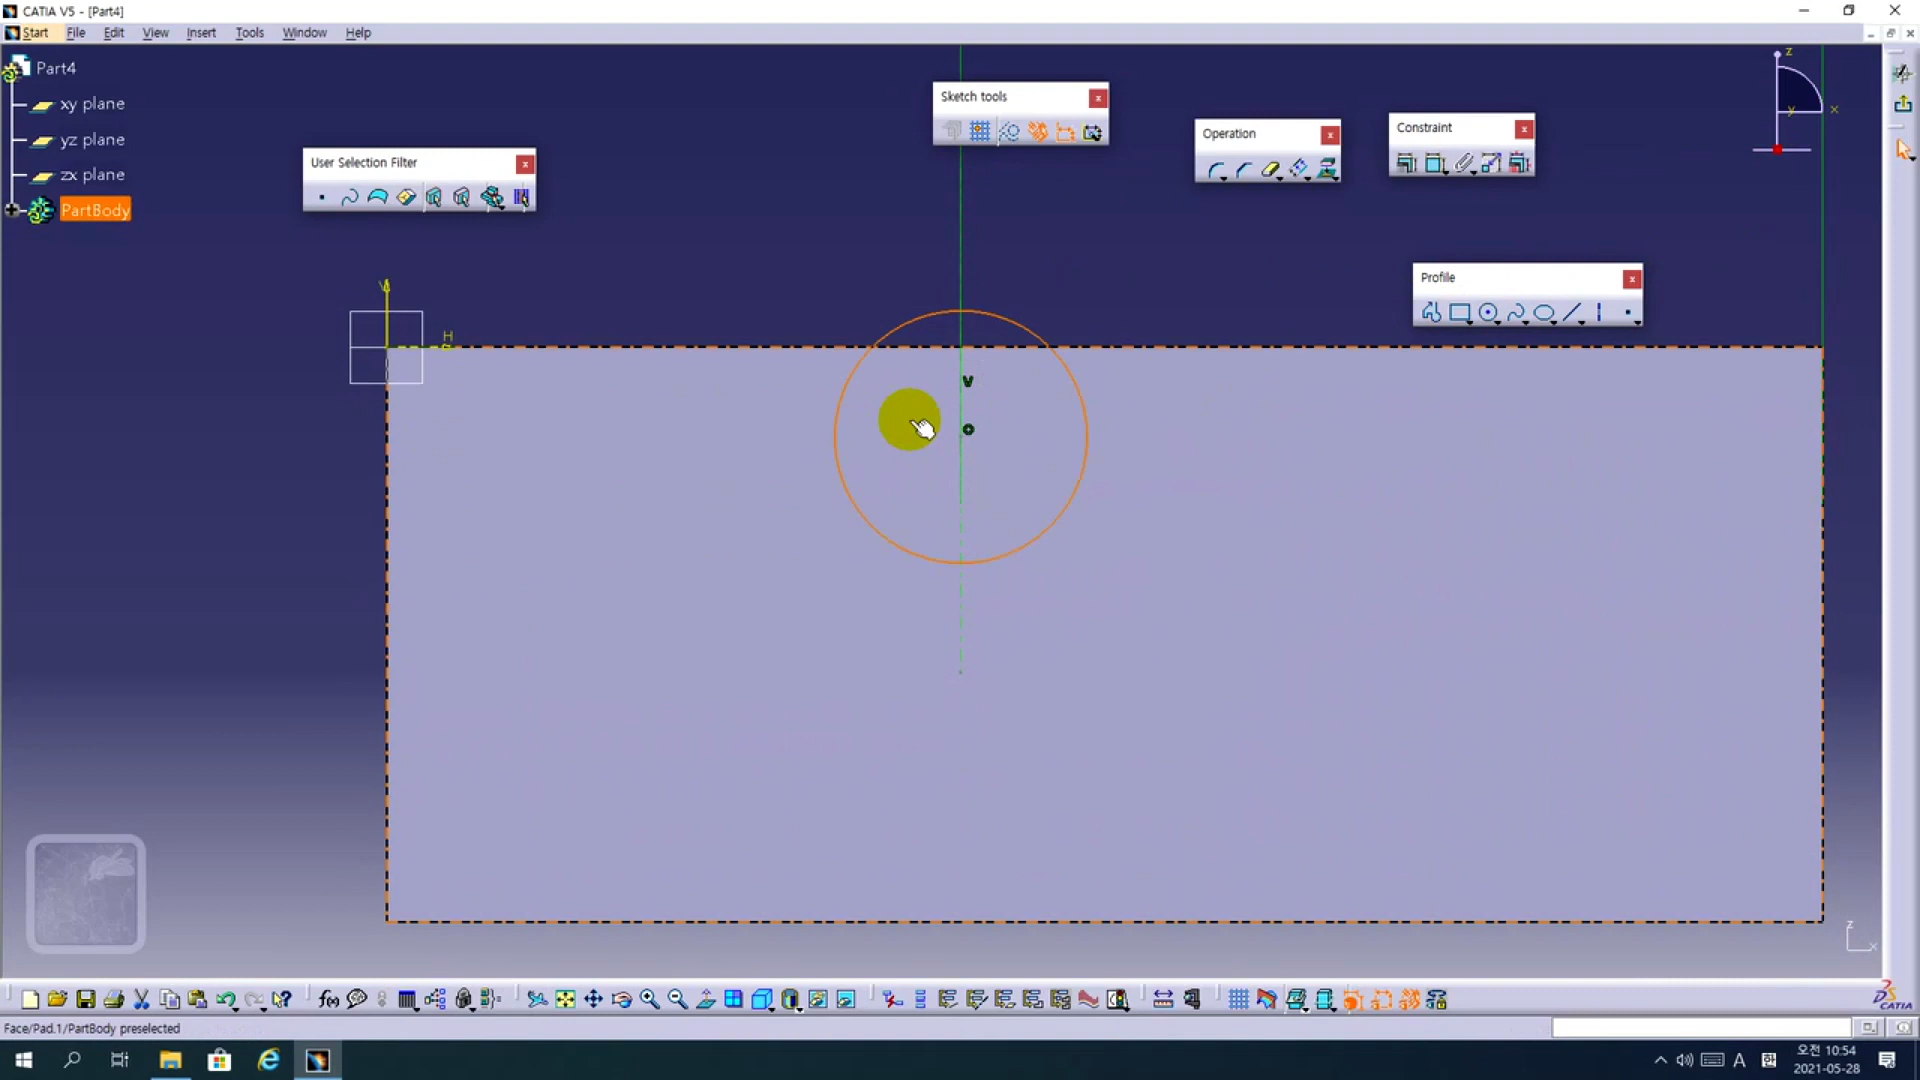 CATIA V5 - [Part4]
Start File Edit View Insert Tools Window Help
Part4
xy plane
yz plane
zx plane
PartBody
User Selection Filter
Sketch tools
Operation
Constraint
Profile
z
x
y
V
H
V
z
x
CATIA
Face/Pad.1/PartBody preselected
A
한
오전 10:54
2021-05-28